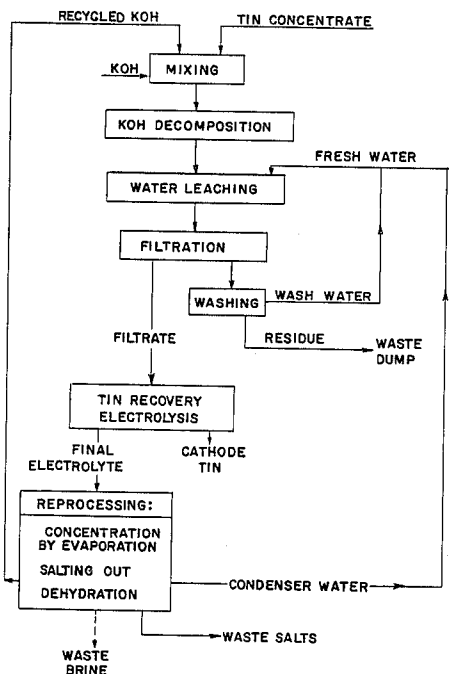 RECYCLED KOH
TIN CONCENTRATE
KOH
MIXING
KOH DECOMPOSITION
FRESH WATER
WATER LEACHING
FILTRATION
WASHING
WASH WATER
FILTRATE
RESIDUE
WASTE
DUMP
TIN RECOVERY
ELECTROLYSIS
FINAL
ELECTROLYTE
CATHODE
TIN
REPROCESSING:
CONCENTRATION
BY EVAPORATION
SALTING OUT
DEHYDRATION
CONDENSER WATER
WASTE SALTS
WASTE
BRINE